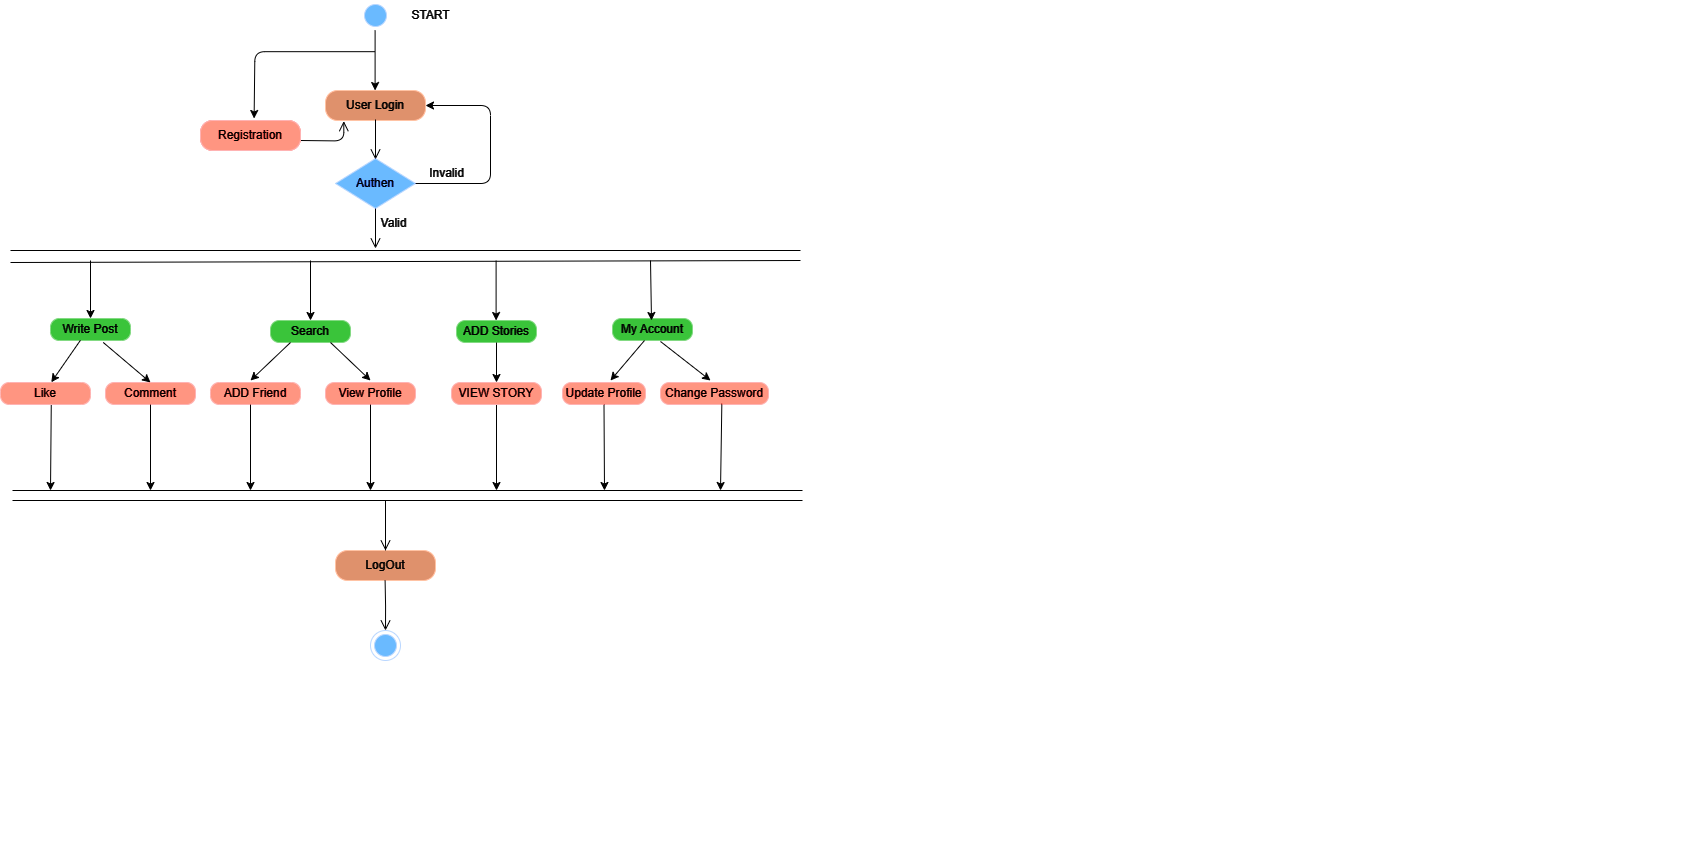 START
User Login
Registration
Invalid
Authen
Valid
Write Post
Search
ADD Stories
My Account
Like
Comment
ADD Friend
View Profile
VIEW STORY
Update Profile
Change Password
LogOut